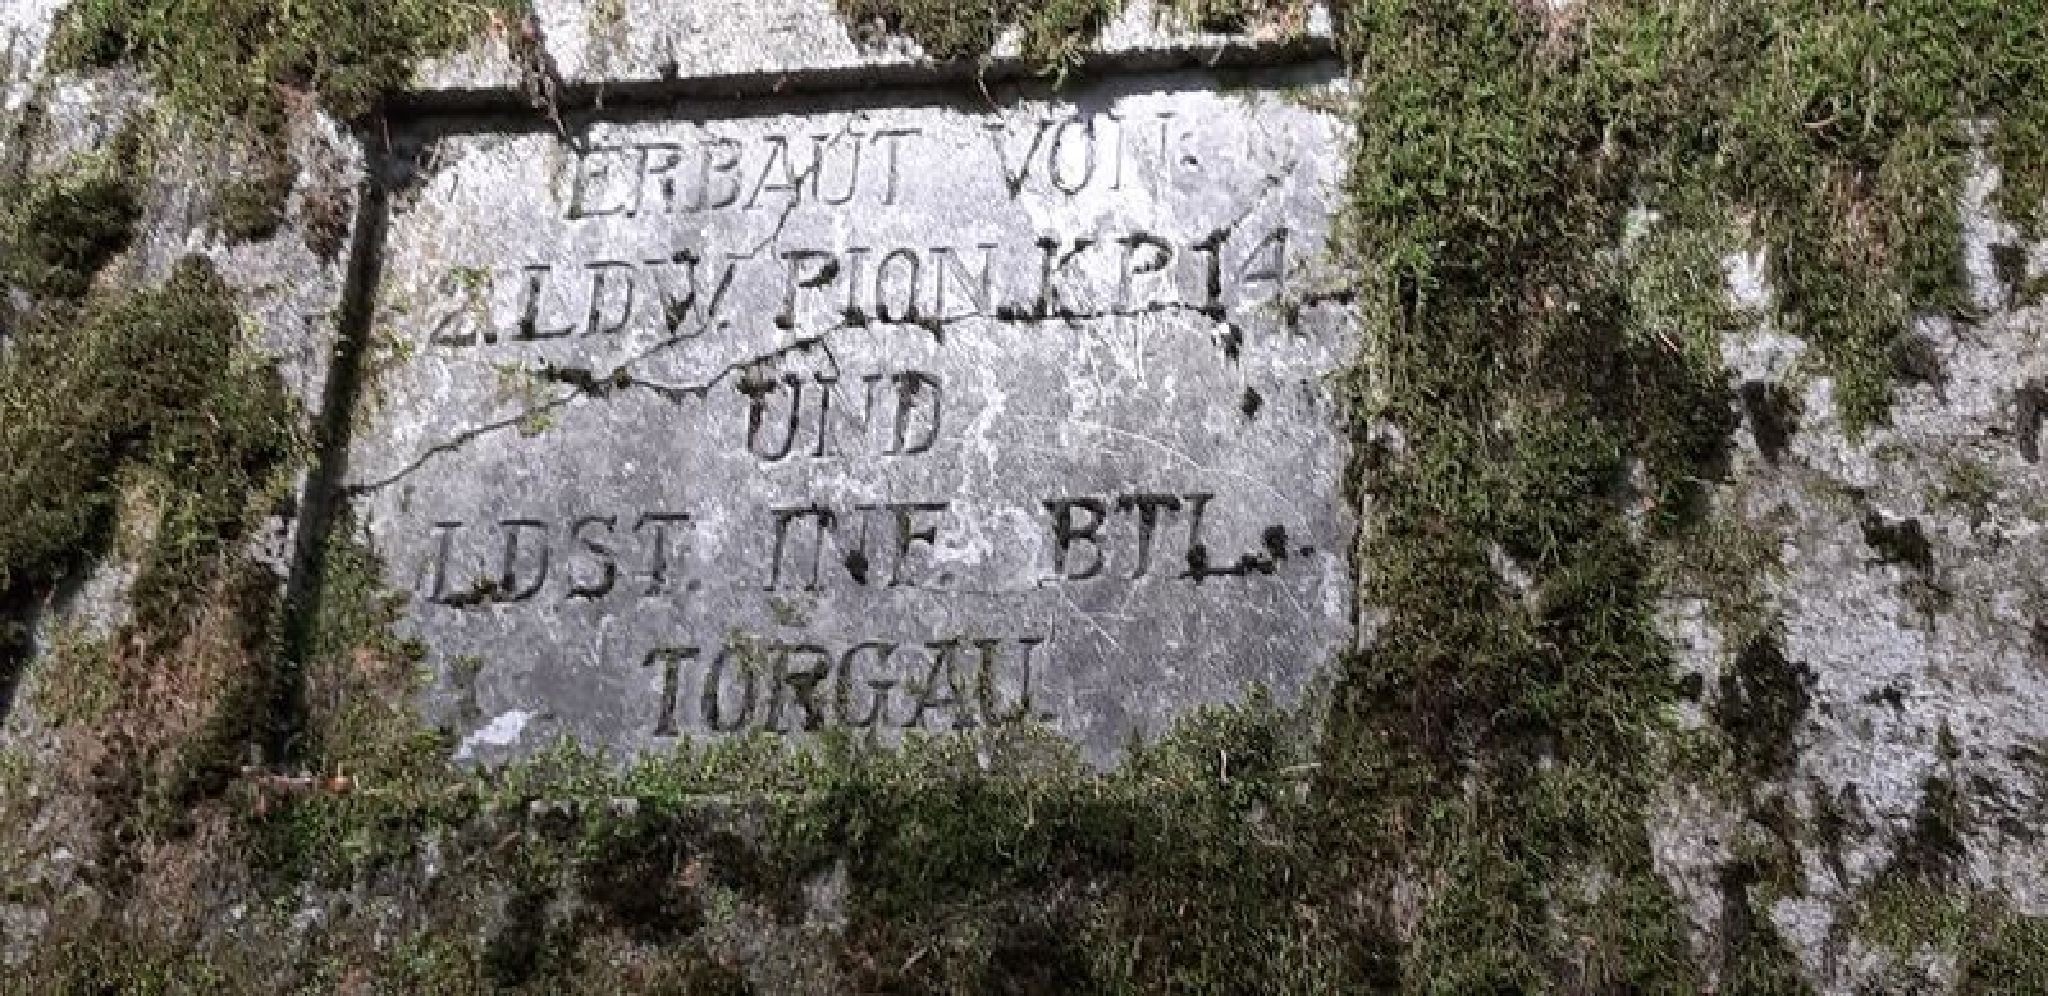 ERBAUT VON
2.LDW. PION.KP.14
UND
LDST. INF. BTL.
TORGAU